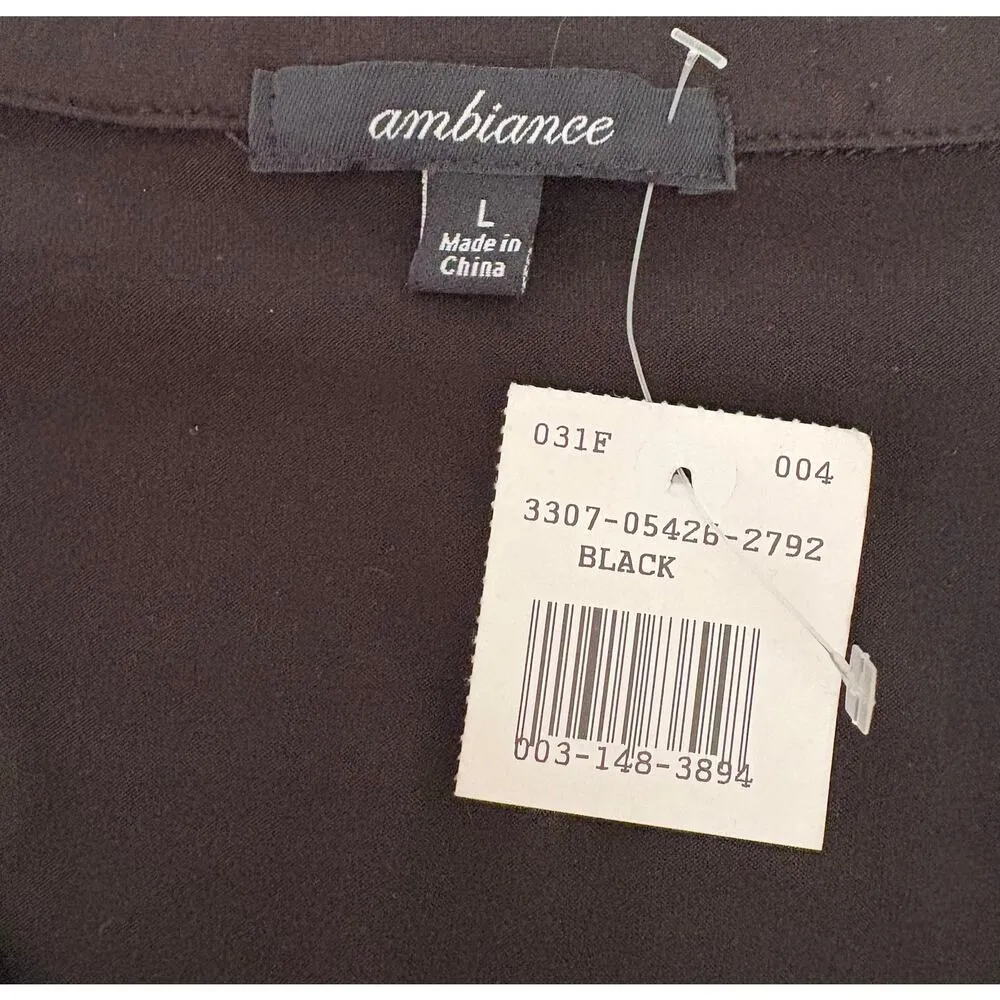 ambiance
L
Made in
China
031F
004
3307-05426-2792
BLACK
003-148-3894